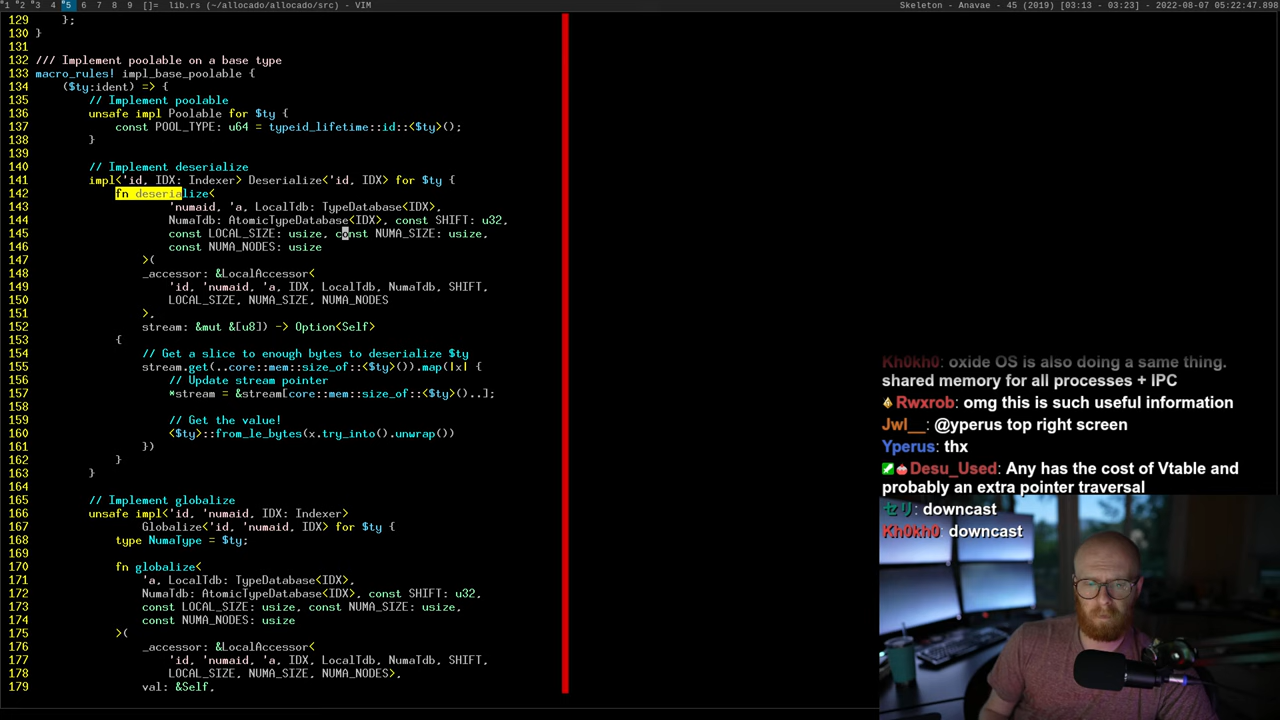 1 2 3 4 5 6 7 8 9 []= lib.rs (~/allocado/allocado/src) - VIM
Skeleton - Anavae - 45 (2019) [03:13 - 03:23] — 2022-08-07 05:22:47.898
129     };
130 }
131
132 /// Implement poolable on a base type
133 macro_rules! impl_base_poolable {
134     ($ty:ident) => {
135         // Implement poolable
136         unsafe impl Poolable for $ty {
137             const POOL_TYPE: u64 = typeid_lifetime::id::<$ty>();
138         }
139
140         // Implement deserialize
141         impl<'id, IDX: Indexer> Deserialize<'id, IDX> for $ty {
142             fn deserialize<
143                     'numaid, 'a, LocalTdb: TypeDatabase<IDX>,
144                     NumaTdb: AtomicTypeDatabase<IDX>, const SHIFT: u32,
145                     const LOCAL_SIZE: usize, const NUMA_SIZE: usize,
146                     const NUMA_NODES: usize
147                 >(
148                 _accessor: &LocalAccessor<
149                     'id, 'numaid, 'a, IDX, LocalTdb, NumaTdb, SHIFT,
150                     LOCAL_SIZE, NUMA_SIZE, NUMA_NODES
151                 >,
152                 stream: &mut &[u8]) -> Option<Self>
153             {
154                 // Get a slice to enough bytes to deserialize $ty
155                 stream.get(..core::mem::size_of::<$ty>()).map(|x| {
156                     // Update stream pointer
157                     *stream = &stream[core::mem::size_of::<$ty>()..];
158
159                     // Get the value!
160                     <$ty>::from_le_bytes(x.try_into().unwrap())
161                 })
162             }
163         }
164
165         // Implement globalize
166         unsafe impl<'id, 'numaid, IDX: Indexer>
167                 Globalize<'id, 'numaid, IDX> for $ty {
168             type NumaType = $ty;
169
170             fn globalize<
171                 'a, LocalTdb: TypeDatabase<IDX>,
172                 NumaTdb: AtomicTypeDatabase<IDX>, const SHIFT: u32,
173                 const LOCAL_SIZE: usize, const NUMA_SIZE: usize,
174                 const NUMA_NODES: usize
175             >(
176                 _accessor: &LocalAccessor<
177                     'id, 'numaid, 'a, IDX, LocalTdb, NumaTdb, SHIFT,
178                     LOCAL_SIZE, NUMA_SIZE, NUMA_NODES>,
179                 val: &Self,
Kh0kh0: oxide OS is also doing a same thing.
shared memory for all processes + IPC
Rwxrob: omg this is such useful information
Jwl__: @yperus top right screen
Yperus: thx
Desu_Used: Any has the cost of Vtable and
probably an extra pointer traversal
セリ: downcast
Kh0kh0: downcast